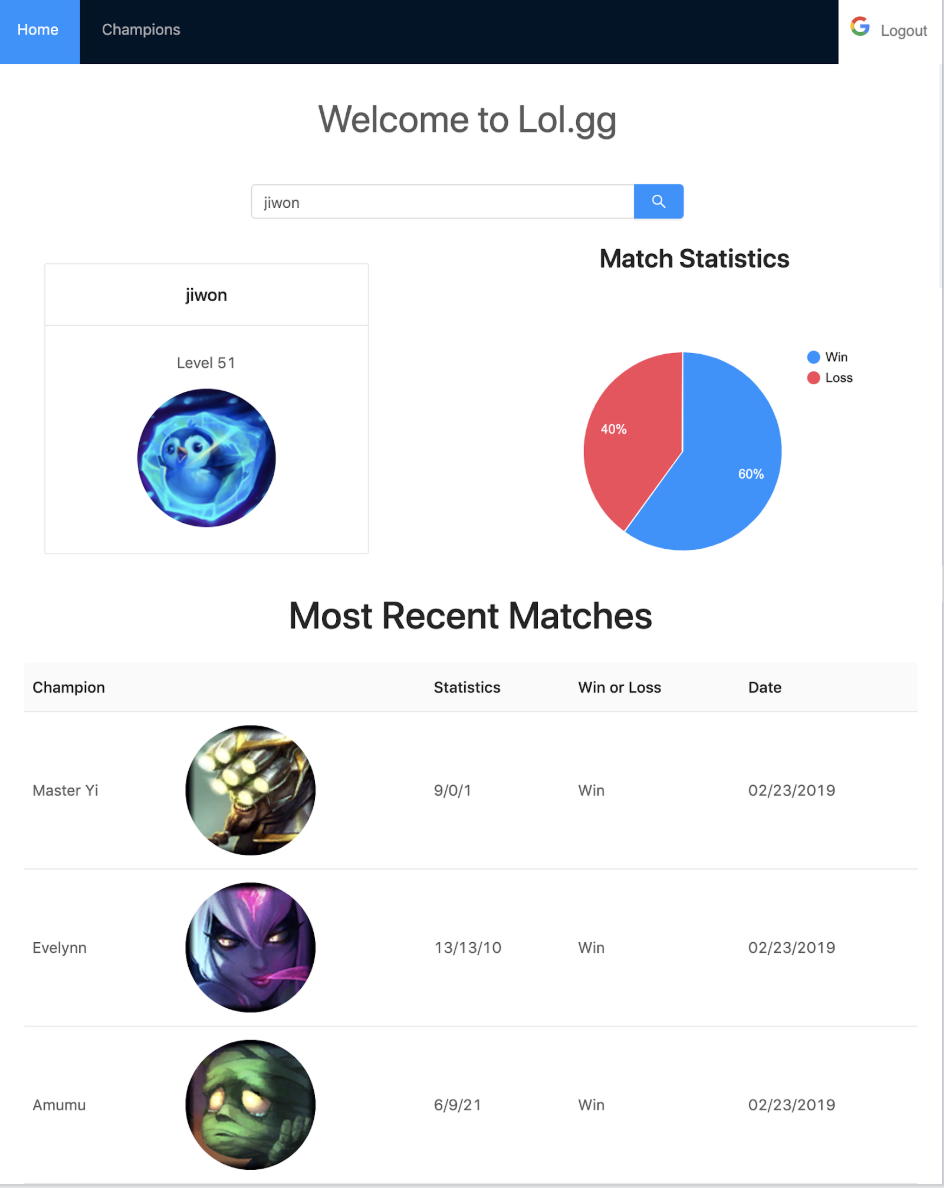 Home Champions Logout
Welcome to Lol.gg
jiwon
Match Statistics
jiwon
Level 51
Win
Loss
40%
60%
Most Recent Matches
Champion Statistics Win or Loss Date
Master Yi 9/0/1 Win 02/23/2019
Evelynn 13/13/10 Win 02/23/2019
Amumu 6/9/21 Win 02/23/2019